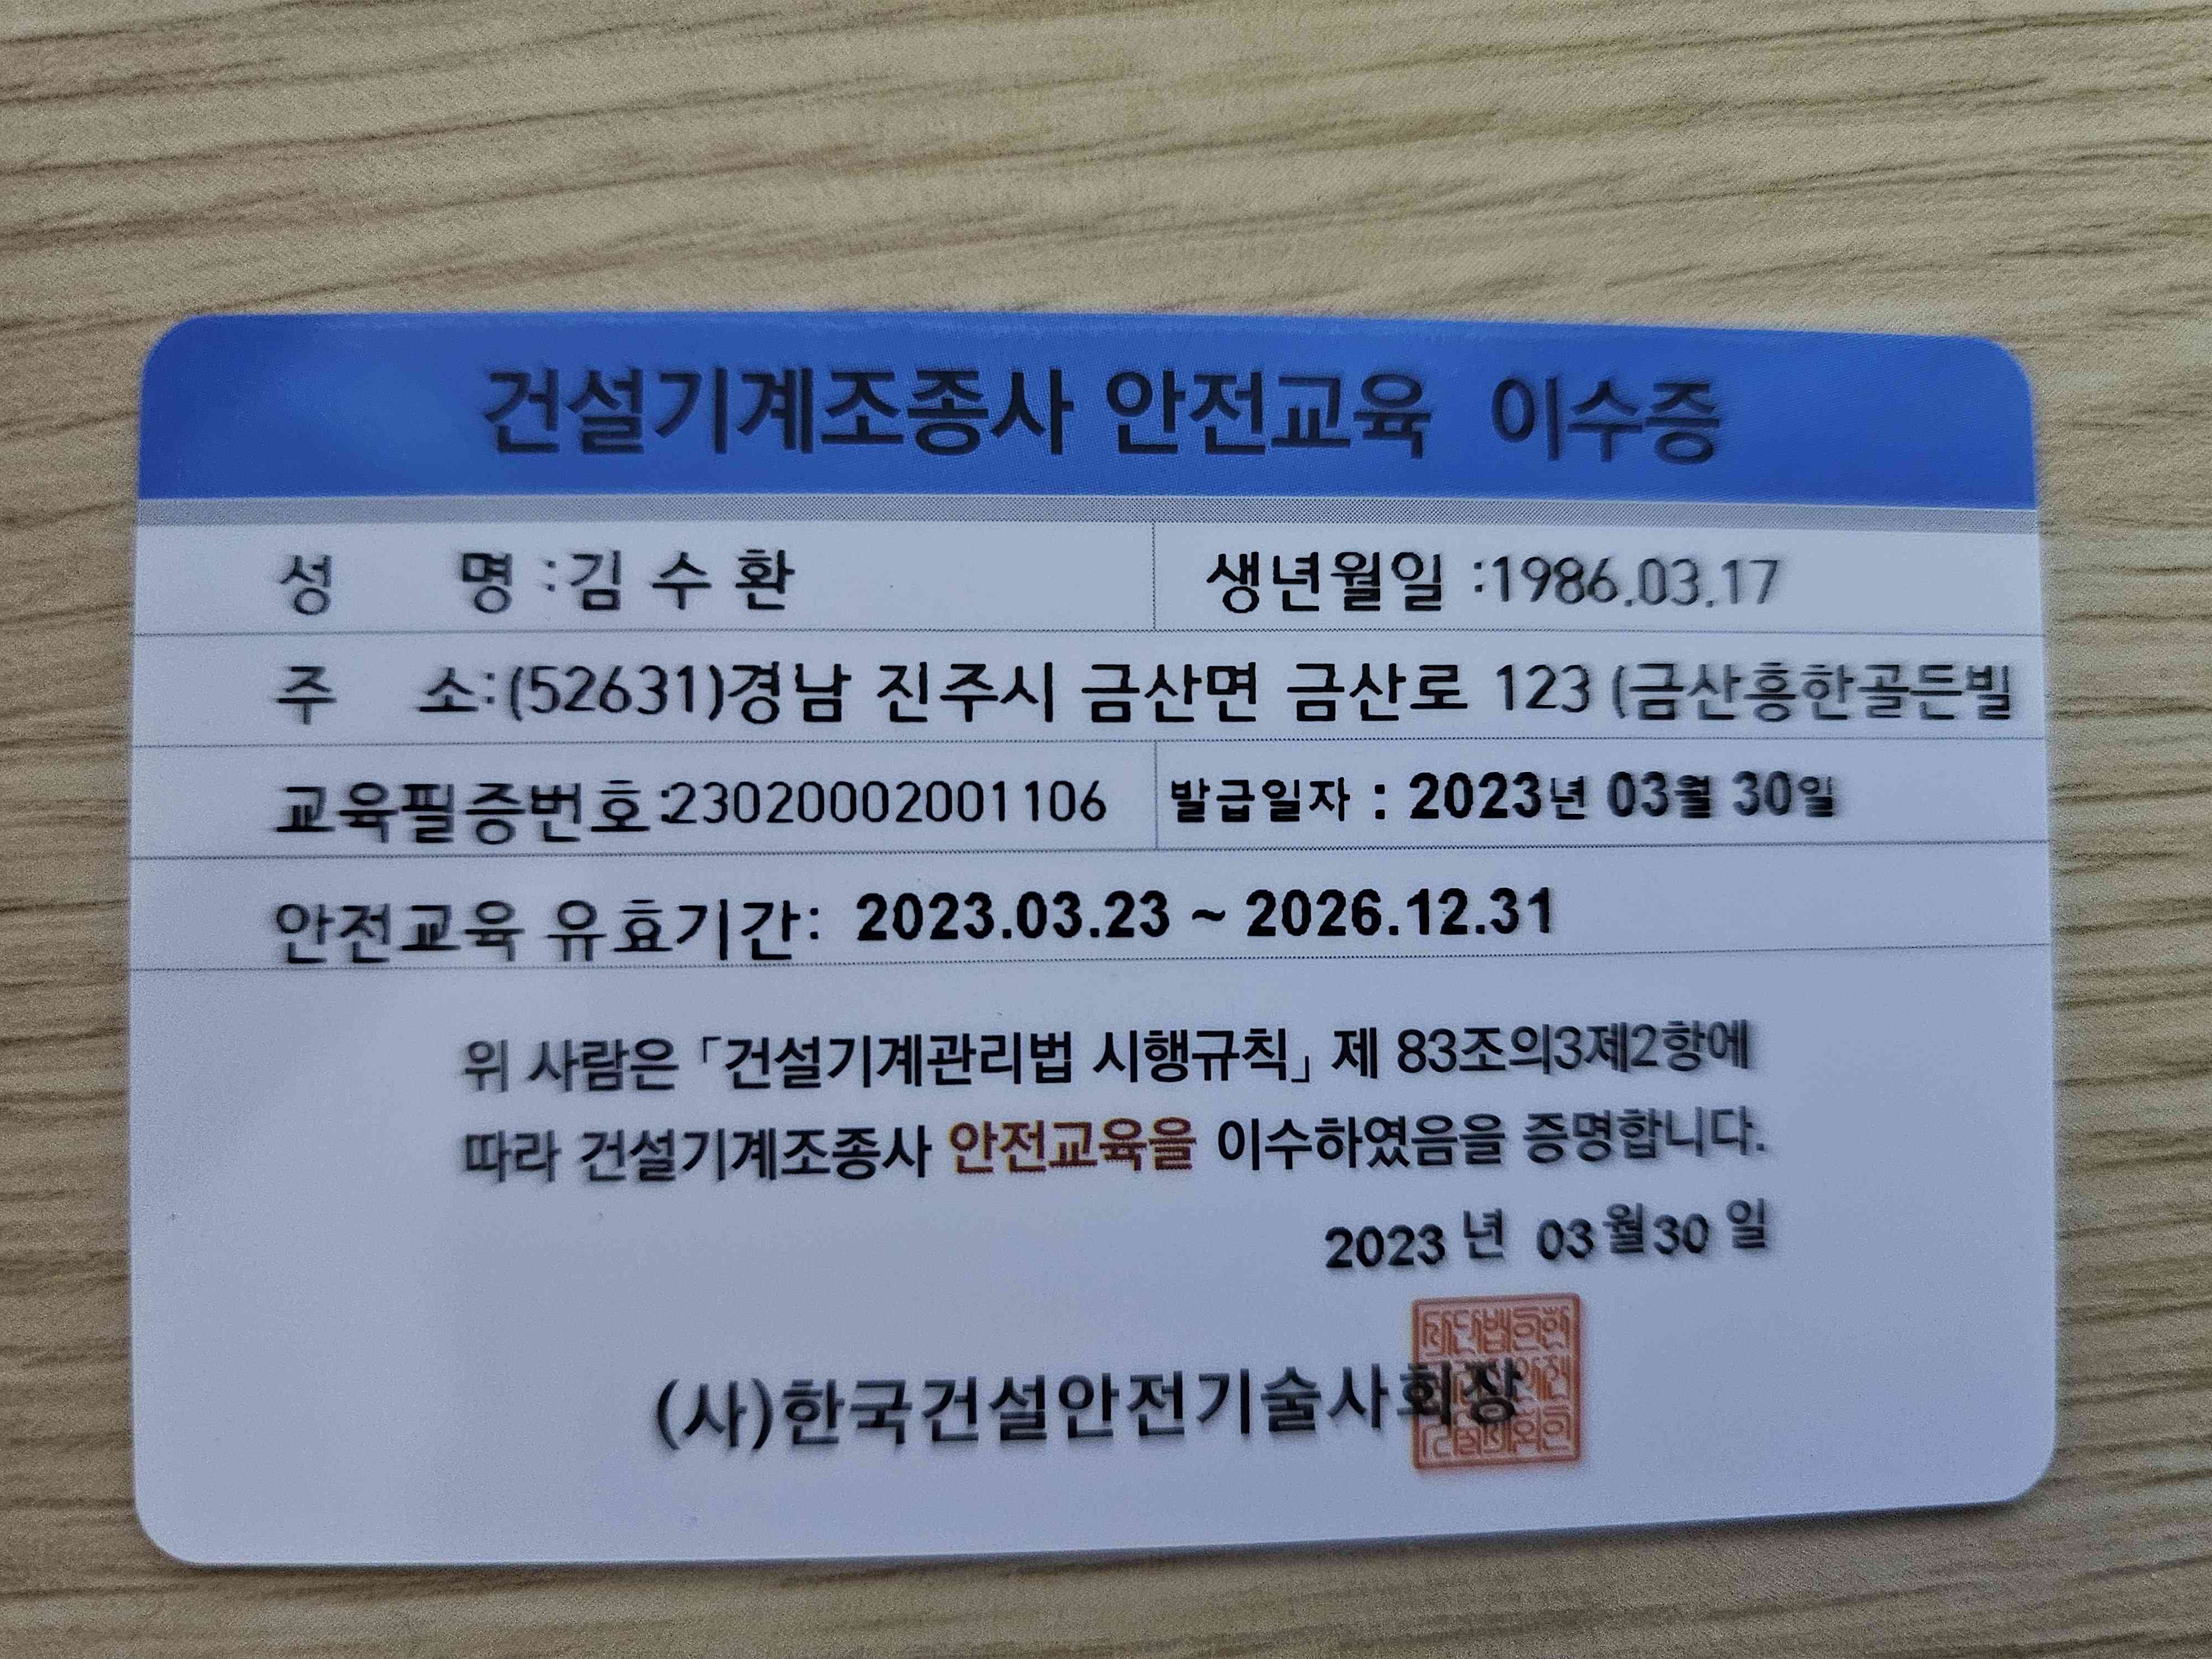 건설기계조종사 안전교육 이수증
성 명 :김 수 환 생년월일 :1986.03.17
주 소:(52631)경남 진주시 금산면 금산로 123 (금산흥한골든빌
교육필증번호:23020002001106 발급일자 : 2023년 03월 30일
안전교육 유효기간: 2023.03.23 ~ 2026.12.31
위 사람은 「건설기계관리법 시행규칙」 제 83조의3제2항에
따라 건설기계조종사 안전교육을 이수하였음을 증명합니다.
2023 년 03 월 30 일
(사)한국건설안전기술사회장